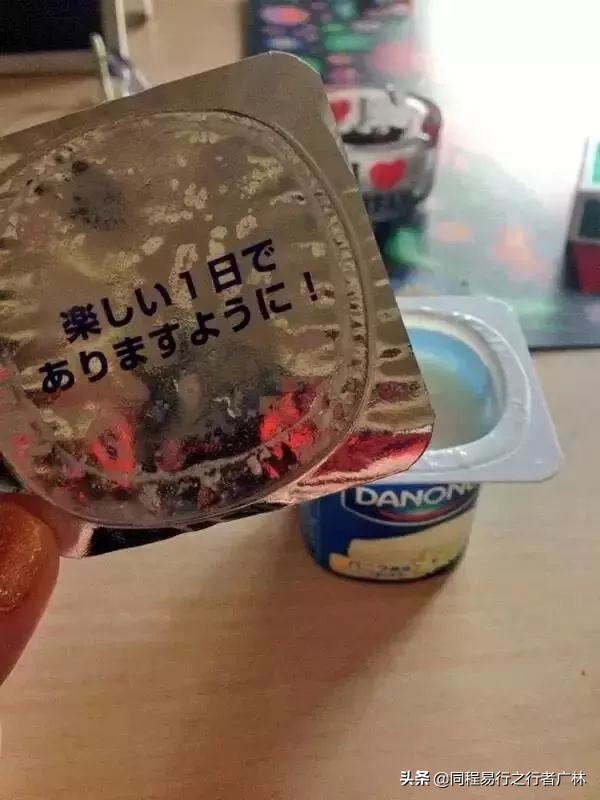 楽しい1日で
ありますように!
I
I
DANONE
头条 @同程易行之行者广林